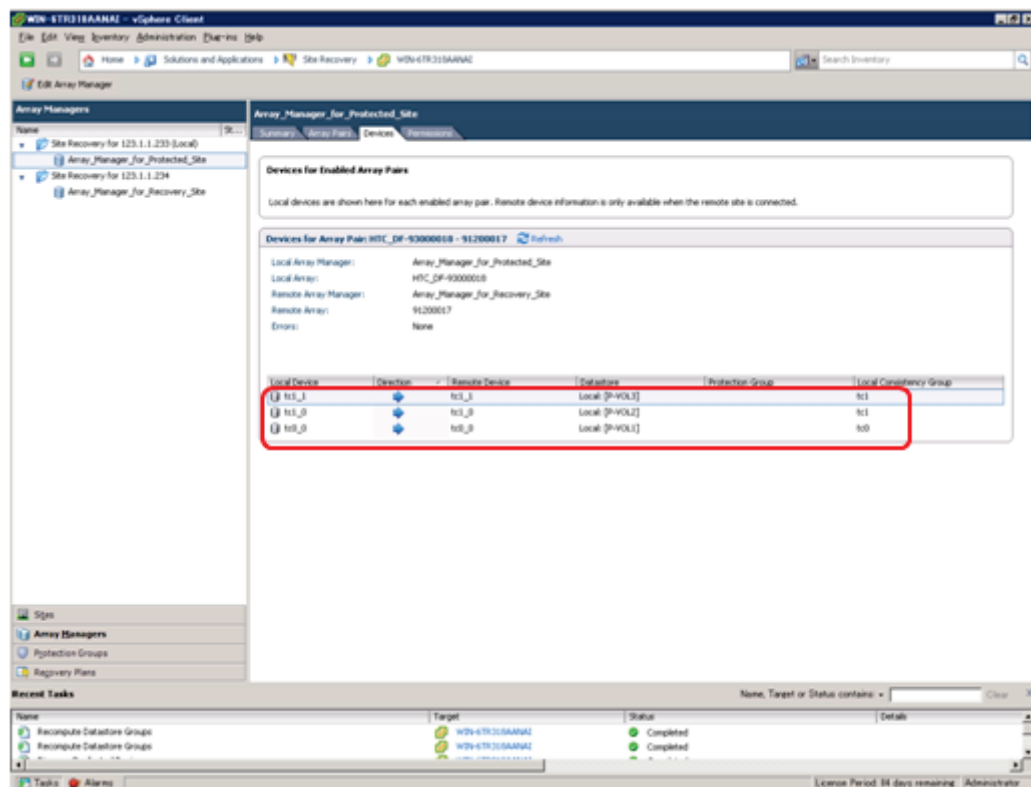 WIN-6TR318AANAI - vSphere Client
File Edit View Inventory Administration Plug-ins Help
Home Solutions and Applications Site Recovery WIN-6TR318AANAI Search Inventory
Edit Array Manager
Array Managers
Name St...
Site Recovery for 123.1.1.233 (Local)
Array_Manager_for_Protected_Site
Site Recovery for 123.1.1.234
Array_Manager_for_Recovery_Site
Array_Manager_for_Protected_Site
Summary Array Pairs Devices Permissions
Devices for Enabled Array Pairs
Local devices are shown here for each enabled array pair. Remote device information is only available when the remote site is connected.
Devices for Array Pair: HTC_DF-93000018 - 91200017 Refresh
Local Array Manager: Array_Manager_for_Protected_Site
Local Array: HTC_DF-93000018
Remote Array Manager: Array_Manager_for_Recovery_Site
Remote Array: 91200017
Errors: None
Local Device Direction Remote Device Datastore Protection Group Local Consistency Group
tc1_1 tc1_1 Local: [P-VOL3] tc1
tc1_0 tc1_0 Local: [P-VOL2] tc1
tc0_0 tc0_0 Local: [P-VOL1] tc0
Sites
Array Managers
Protection Groups
Recovery Plans
Recent Tasks Name, Target or Status contains: Clear
Name Target Status Details
Recompute Datastore Groups WIN-6TR318AANAI Completed
Recompute Datastore Groups WIN-6TR318AANAI Completed
Tasks Alarms License Period: 84 days remaining Administrator